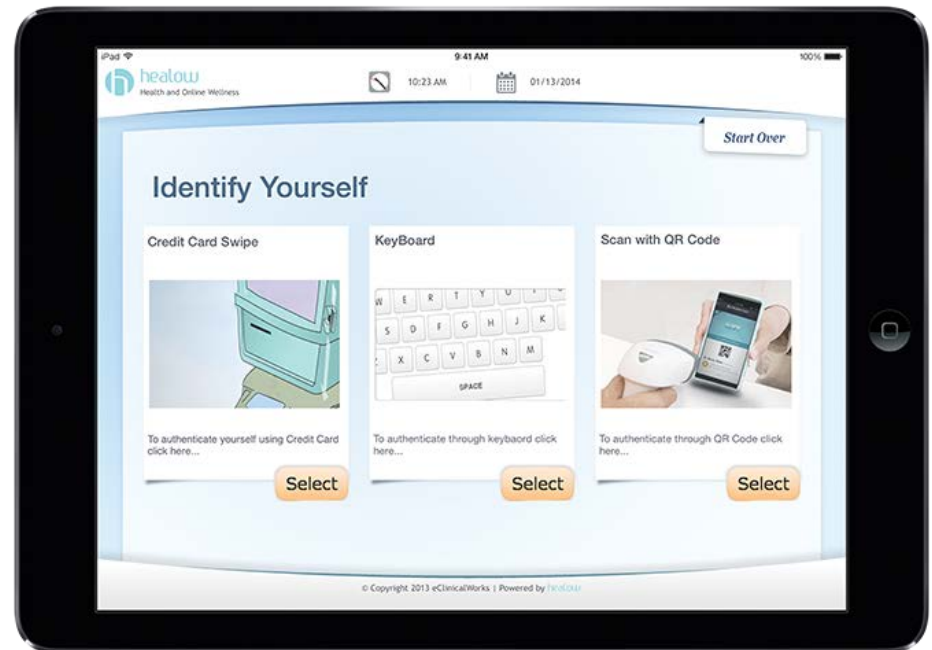 iPad 9:41 AM 100%
healow
Health and Online Wellness
10:23 AM 01/13/2014
Start Over
Identify Yourself
Credit Card Swipe
KeyBoard
Scan with QR Code
W E R T Y U
S D F G H J K
X C V B N M
SPACE
To authenticate yourself using Credit Card
click here...
To authenticate through keybaord click
here...
To authenticate through QR Code click
here...
Select
Select
Select
© Copyright 2013 eClinicalWorks | Powered by healow